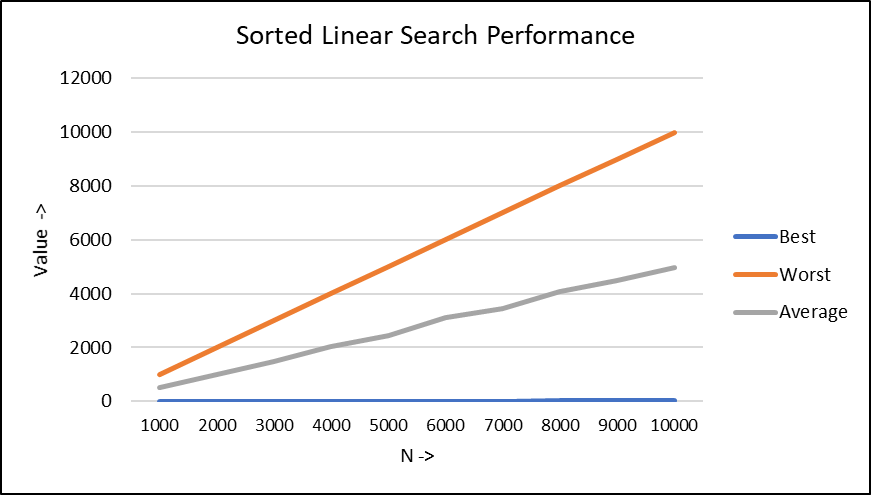 Sorted Linear Search Performance
12000
10000
8000
6000
4000
2000
0
Value ->
1000 2000 3000 4000 5000 6000 7000 8000 9000 10000
N ->
Best
Worst
Average